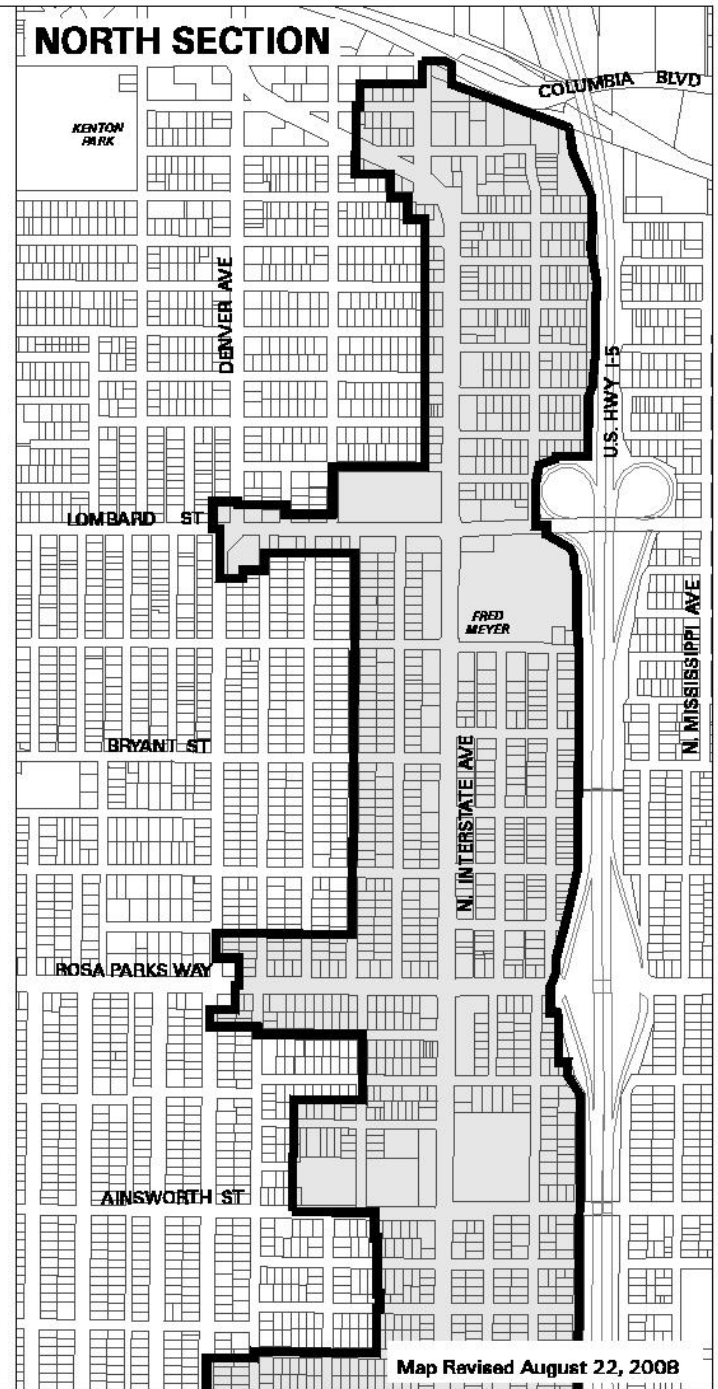 NORTH SECTION
COLUMBIA BLVD
KENTON
PARK
DENVER AVE
U.S. HWY I-5
LOMBARD ST
FRED
MEYER
N. MISSISSIPPI AVE
BRYANT ST
N. INTERSTATE AVE
ROSA PARKS WAY
AINSWORTH ST
Map Revised August 22, 2008